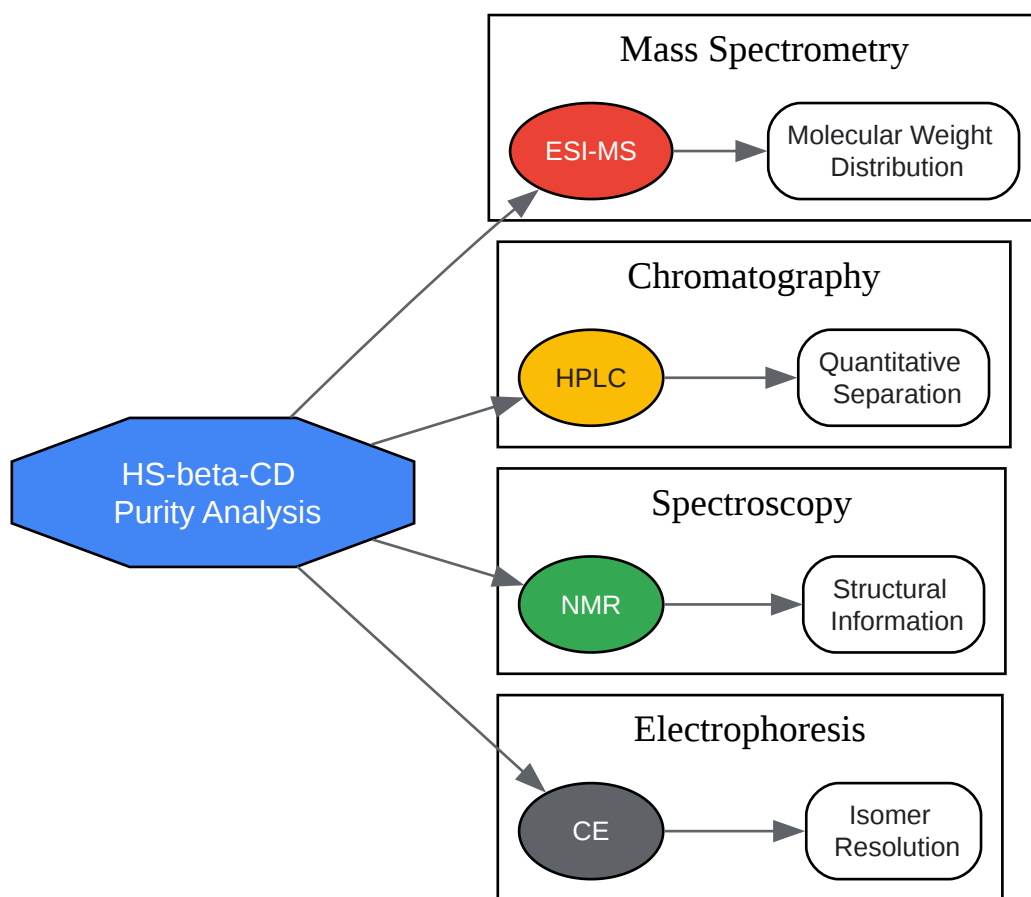 Mass Spectrometry
ESI-MS
Molecular Weight
Distribution
Chromatography
HPLC
Quantitative
Separation
HS-beta-CD
Purity Analysis
Spectroscopy
NMR
Structural
Information
Electrophoresis
CE
Isomer
Resolution